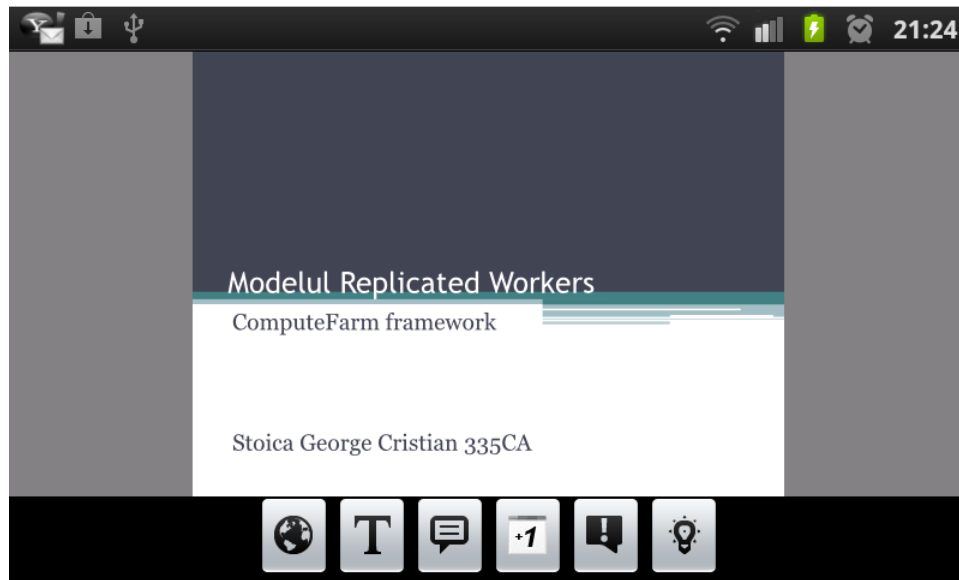 21:24
Modelul Replicated Workers
ComputeFarm framework
Stoica George Cristian 335CA
T
+1